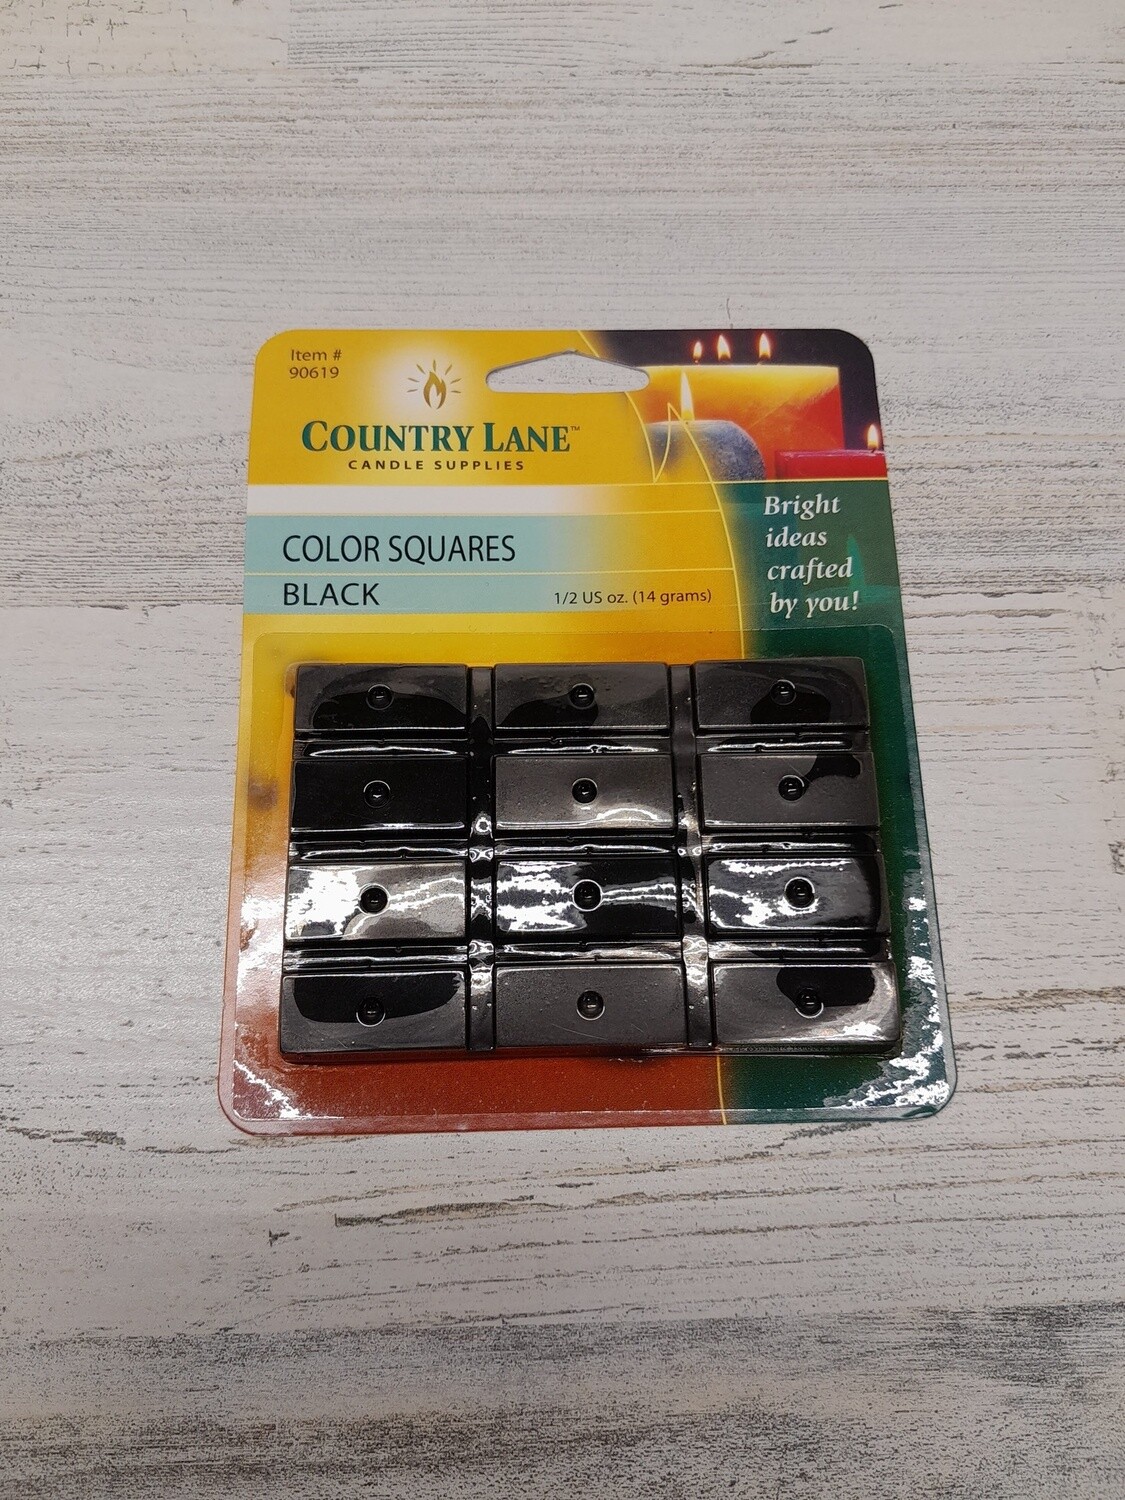 Item #
90619
COUNTRY LANE™
CANDLE SUPPLIES
COLOR SQUARES
BLACK
1/2 US oz. (14 grams)
Bright
ideas
crafted
by you!